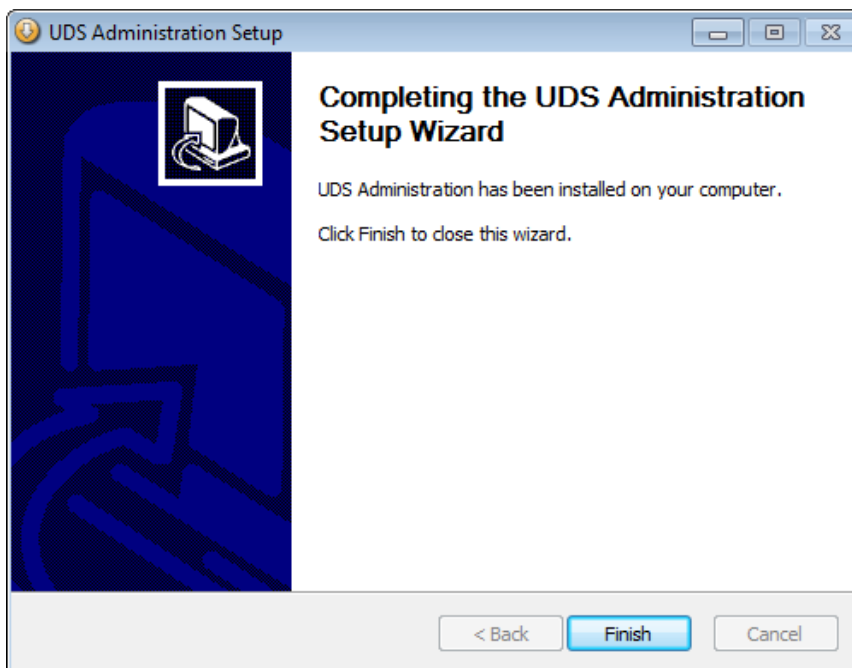 UDS Administration Setup
Completing the UDS Administration
Setup Wizard
UDS Administration has been installed on your computer.
Click Finish to close this wizard.
< Back
Finish
Cancel